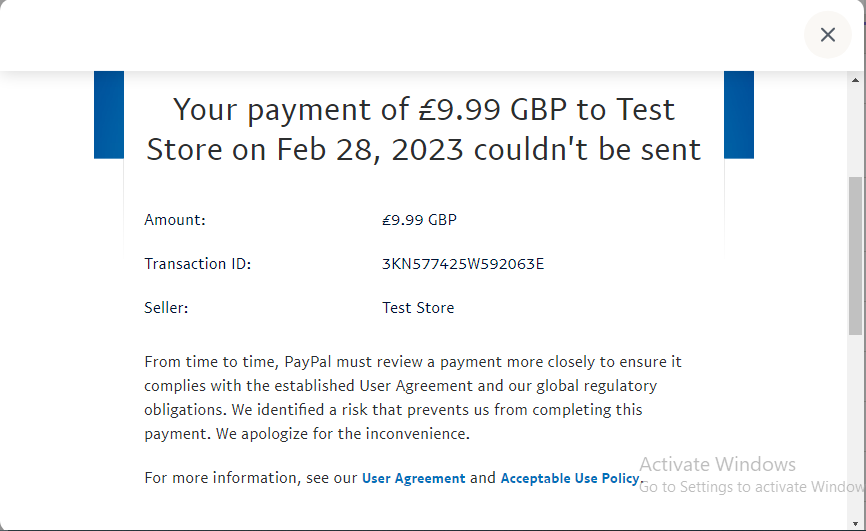 Your payment of £9.99 GBP to Test
Store on Feb 28, 2023 couldn't be sent
Amount: £9.99 GBP
Transaction ID: 3KN577425W592063E
Seller: Test Store
From time to time, PayPal must review a payment more closely to ensure it
complies with the established User Agreement and our global regulatory
obligations. We identified a risk that prevents us from completing this
payment. We apologize for the inconvenience.
For more information, see our User Agreement and Acceptable Use Policy.
Activate Windows
Go to Settings to activate Window